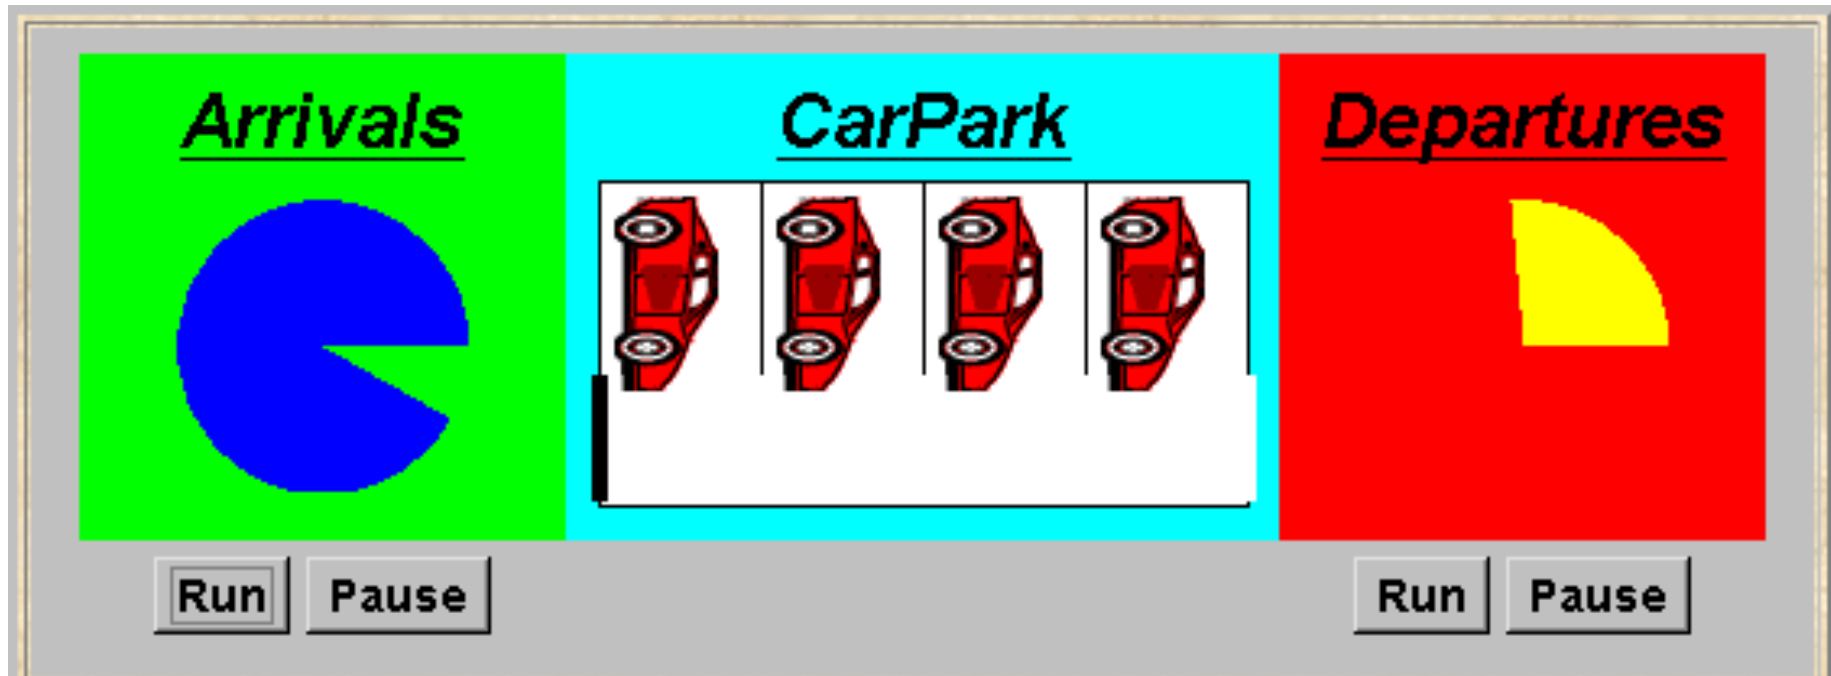 Arrivals
CarPark
Departures
Run
Pause
Run
Pause